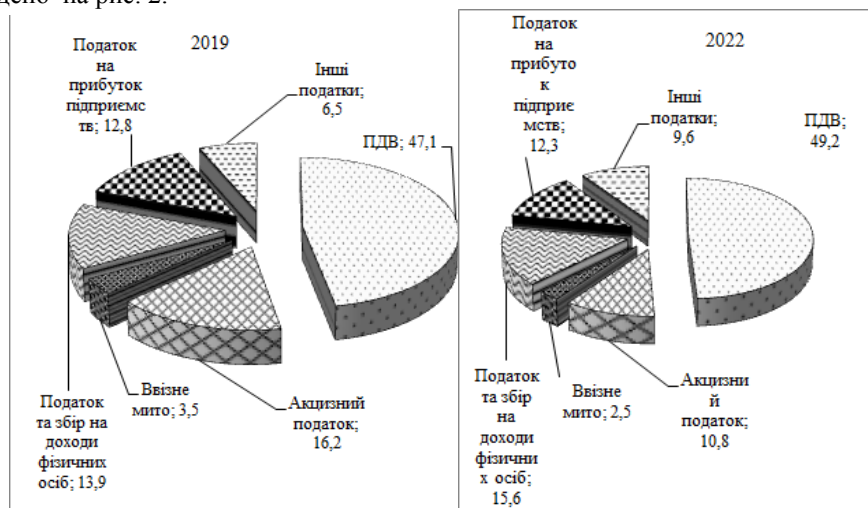 на рис. 2.
2019
Податок
на
прибуток
підприємс
тв; 12,8
Інші
податки;
6,5
ПДВ; 47,1
Податок
та збір на
доходи
фізичних
осіб; 13,9
Ввізне
мито; 3,5
Акцизний
податок;
16,2
2022
Податок
на
прибуто
к
підприє
мств;
12,3
Інші
податки;
9,6
ПДВ;
49,2
Податок
та збір на
доходи
фізични
х осіб;
15,6
Ввізне
мито; 2,5
Акцизни
й
податок;
10,8